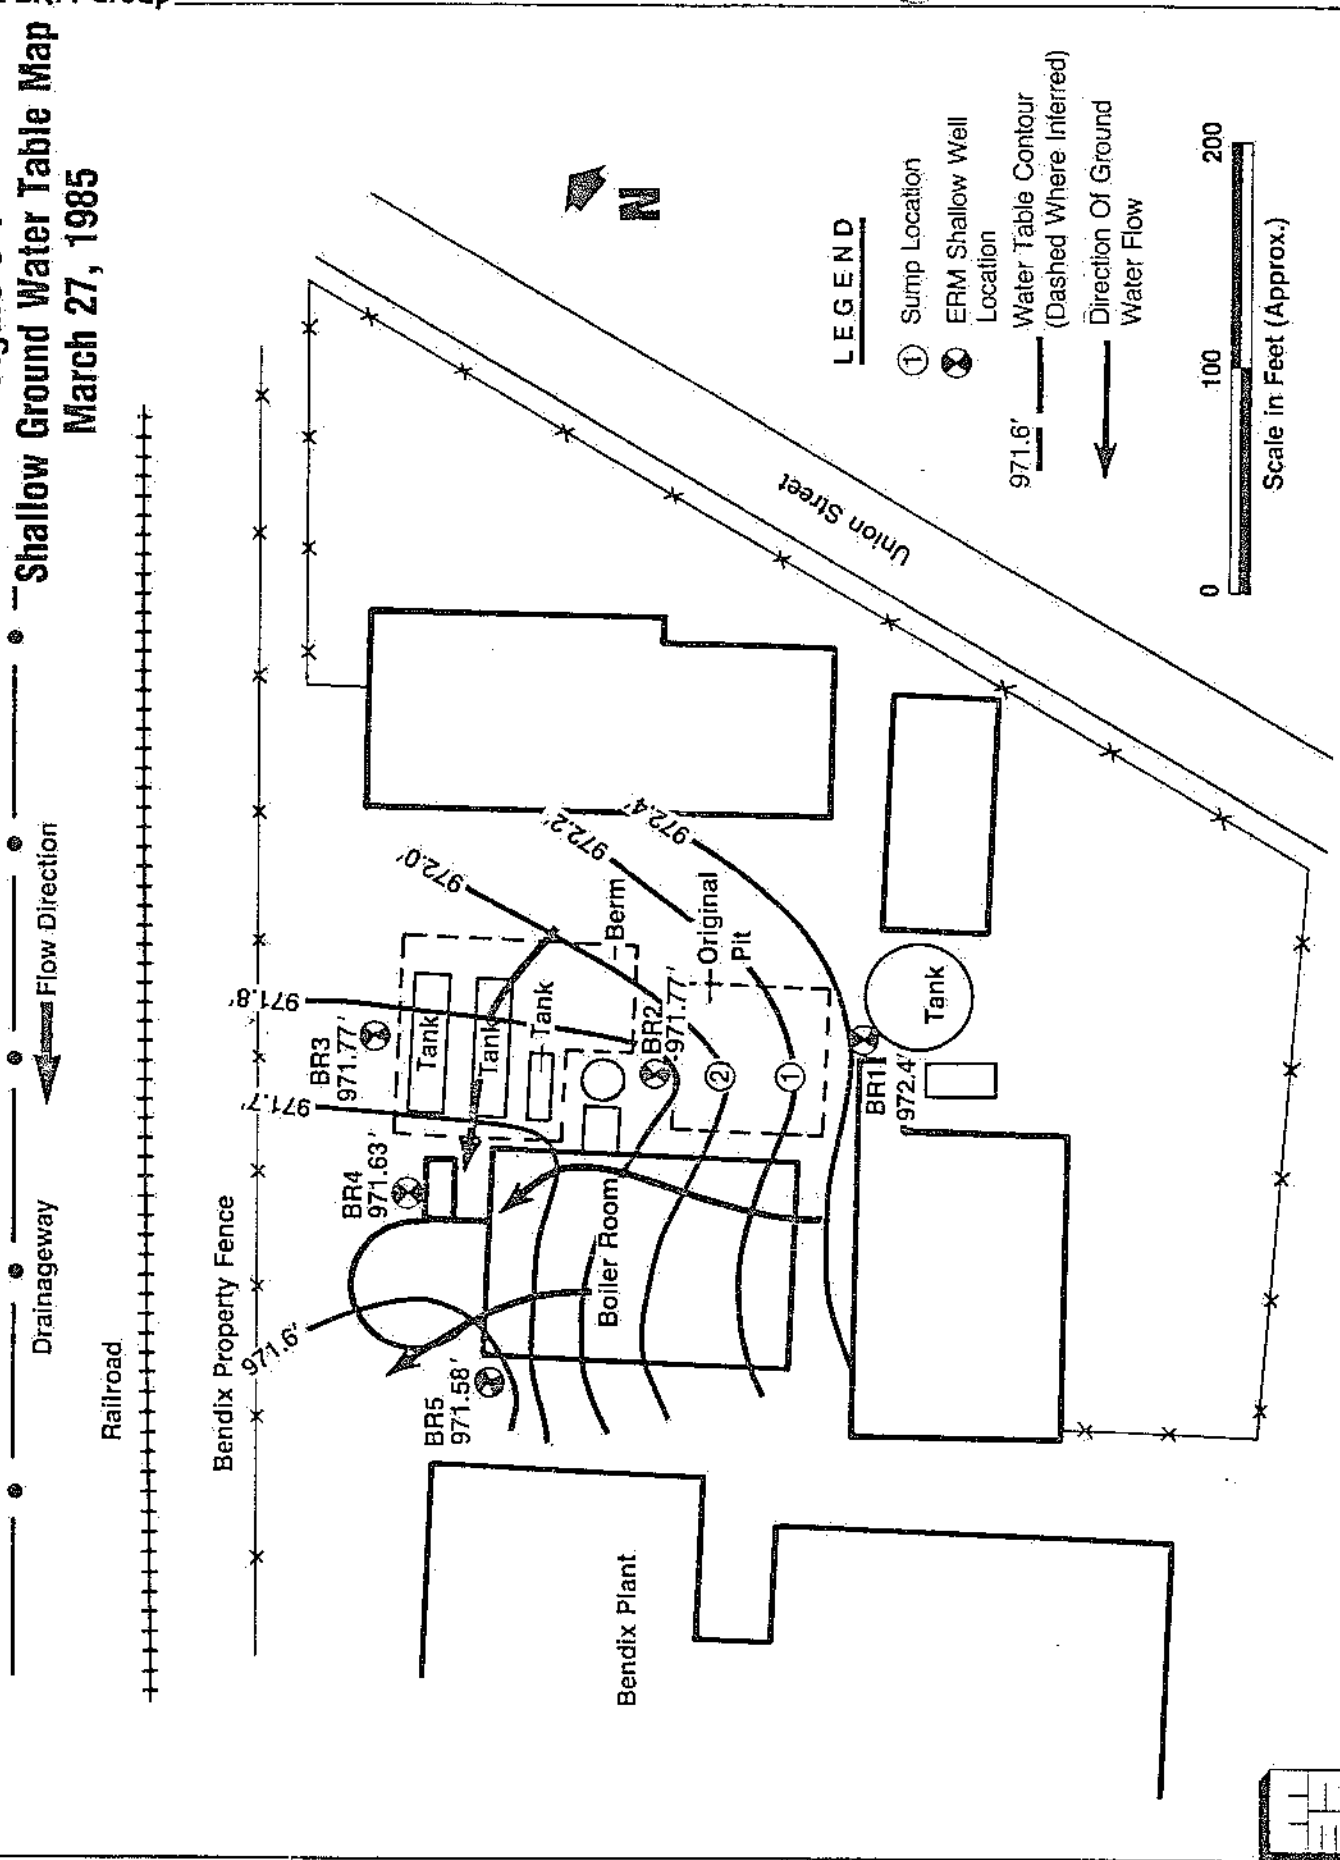 Group
Shallow Ground Water Table Map
March 27, 1985
Drainageway
Flow Direction
Railroad
Bendix Property Fence
971.6'
971.7'
971.8'
972.0'
972.2'
972.4'
BR5
971.58'
BR4
971.63'
BR3
971.77'
Tank
Tank
Tank
Berm
BR2
971.77'
Original
Pit
2
1
Boiler Room
BR1
972.4'
Tank
Bendix Plant
Union Street
N
LEGEND
1 Sump Location
ERM Shallow Well
Location
971.6' Water Table Contour
(Dashed Where Inferred)
Direction Of Ground
Water Flow
0 100 200
Scale in Feet (Approx.)